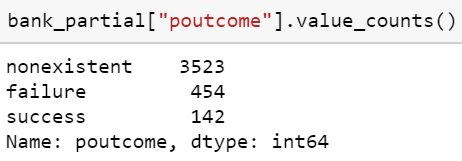 bank_partial["poutcome"].value_counts()
nonexistent    3523
failure         454
success         142
Name: poutcome, dtype: int64